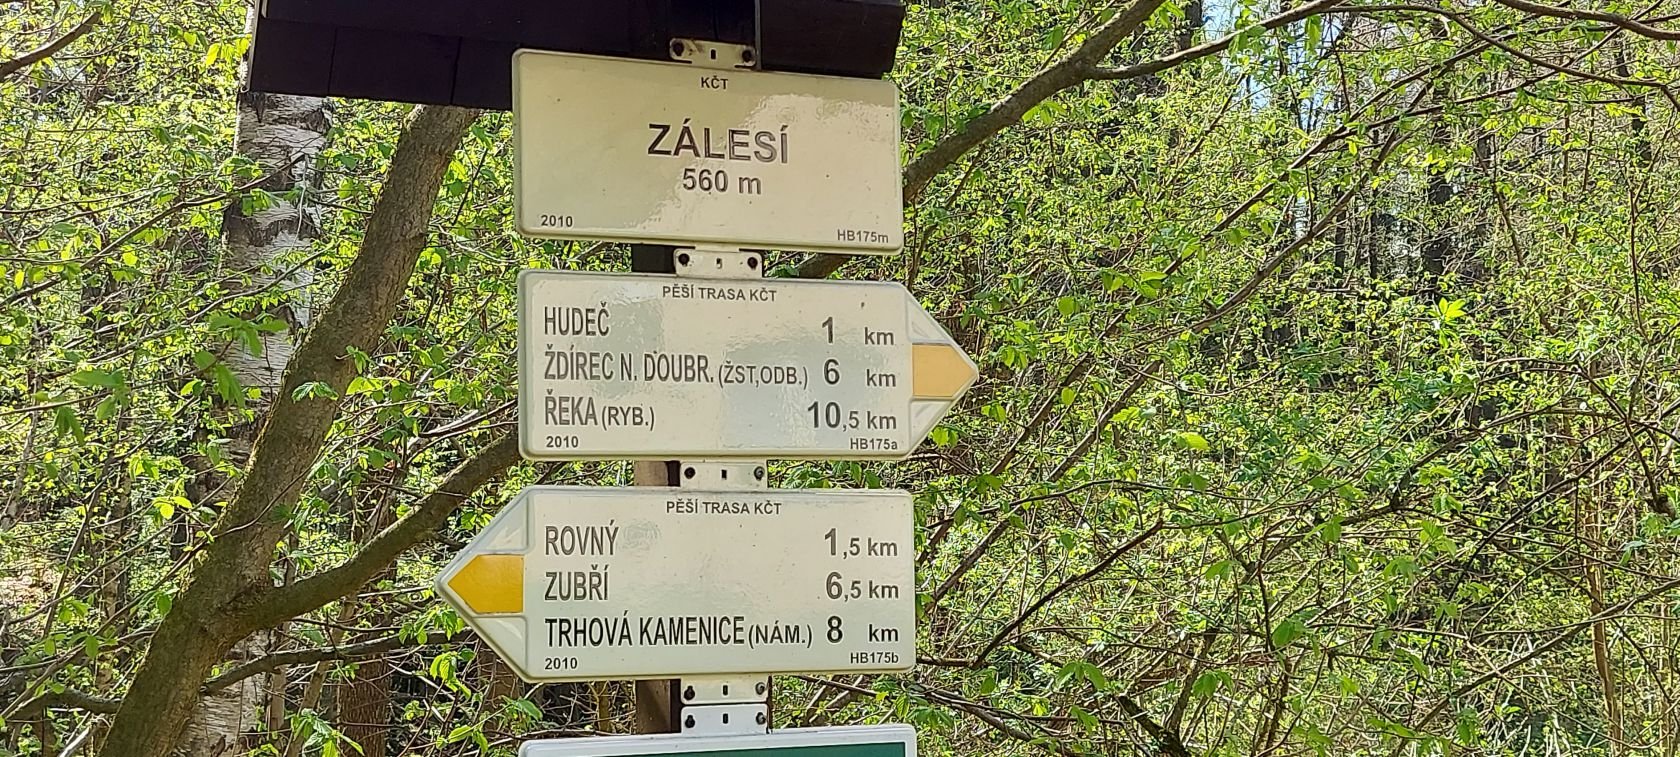 KČT
ZÁLESÍ
560 m
2010 HB175m
PĚŠÍ TRASA KČT
HUDEČ 1 km
ŽDÍREC N. DOUBR. (ŽST,ODB.) 6 km
ŘEKA (RYB.) 10,5 km
2010 HB175a
PĚŠÍ TRASA KČT
ROVNÝ 1,5 km
ZUBŘÍ 6,5 km
TRHOVÁ KAMENICE (NÁM.) 8 km
2010 HB175b